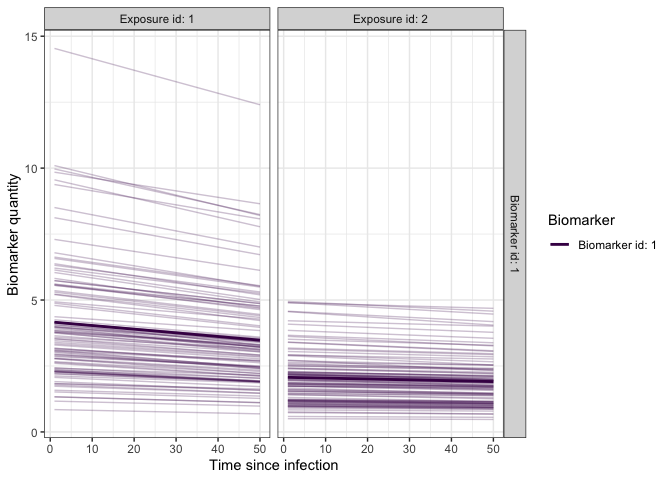 Exposure id: 1
Exposure id: 2
Biomarker quantity
15
10
5
0
Biomarker id: 1
0
10
20
30
40
50
0
10
20
30
40
50
Time since infection
Biomarker
Biomarker id: 1